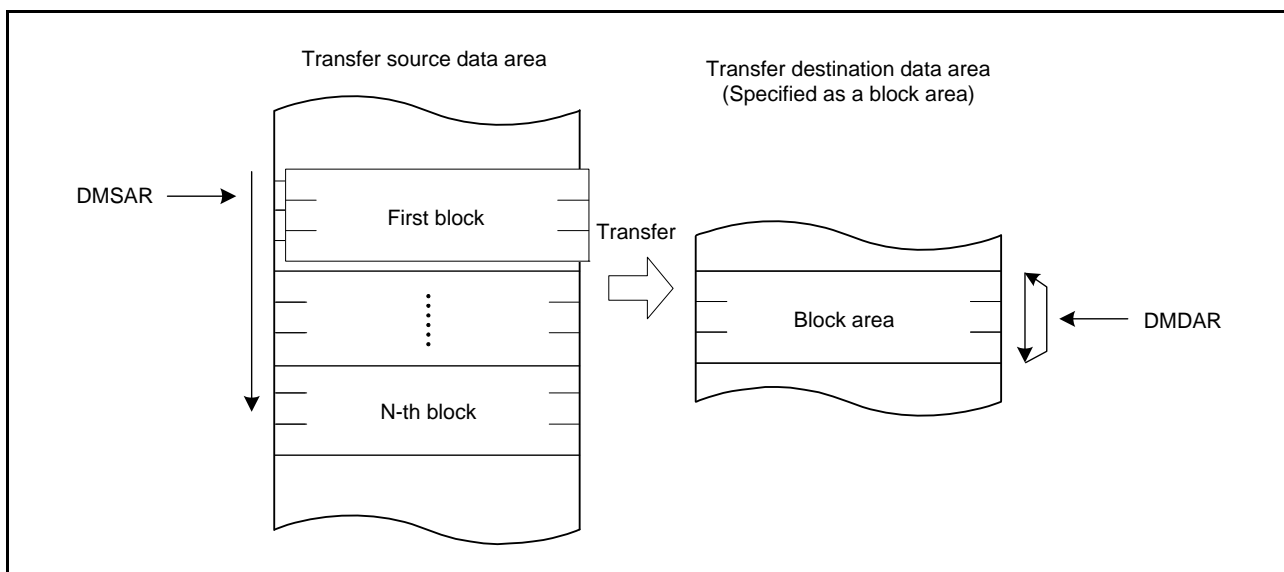 Transfer source data area
Transfer destination data area
(Specified as a block area)
DMSAR
First block
Transfer
Block area
DMDAR
N-th block